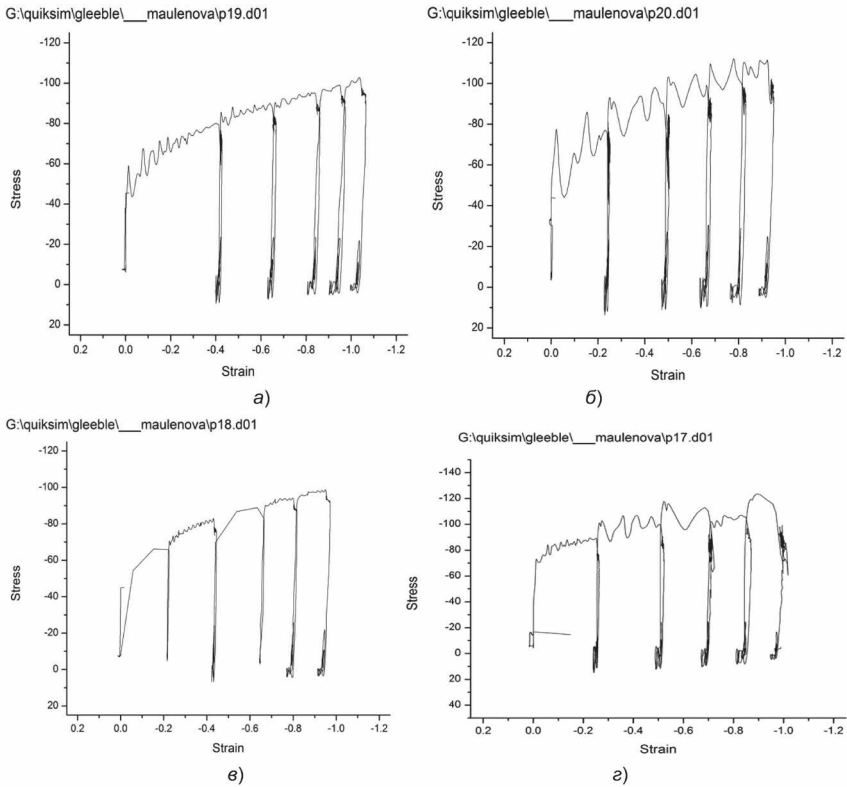 G:\quiksim\gleeble\___maulenova\p19.d01
-120
-100
-80
-60
-40
-20
0
20
Stress
0.2 0.0 -0.2 -0.4 -0.6 -0.8 -1.0 -1.2
Strain
а)
G:\quiksim\gleeble\___maulenova\p20.d01
-120
-100
-80
-60
-40
-20
0
20
Stress
0.2 0.0 -0.2 -0.4 -0.6 -0.8 -1.0 -1.2
Strain
б)
G:\quiksim\gleeble\___maulenova\p18.d01
-120
-100
-80
-60
-40
-20
0
20
Stress
0.2 0.0 -0.2 -0.4 -0.6 -0.8 -1.0 -1.2
Strain
в)
G:\quiksim\gleeble\___maulenova\p17.d01
-140
-120
-100
-80
-60
-40
-20
0
20
40
Stress
0.2 0.0 -0.2 -0.4 -0.6 -0.8 -1.0 -1.2
Strain
г)